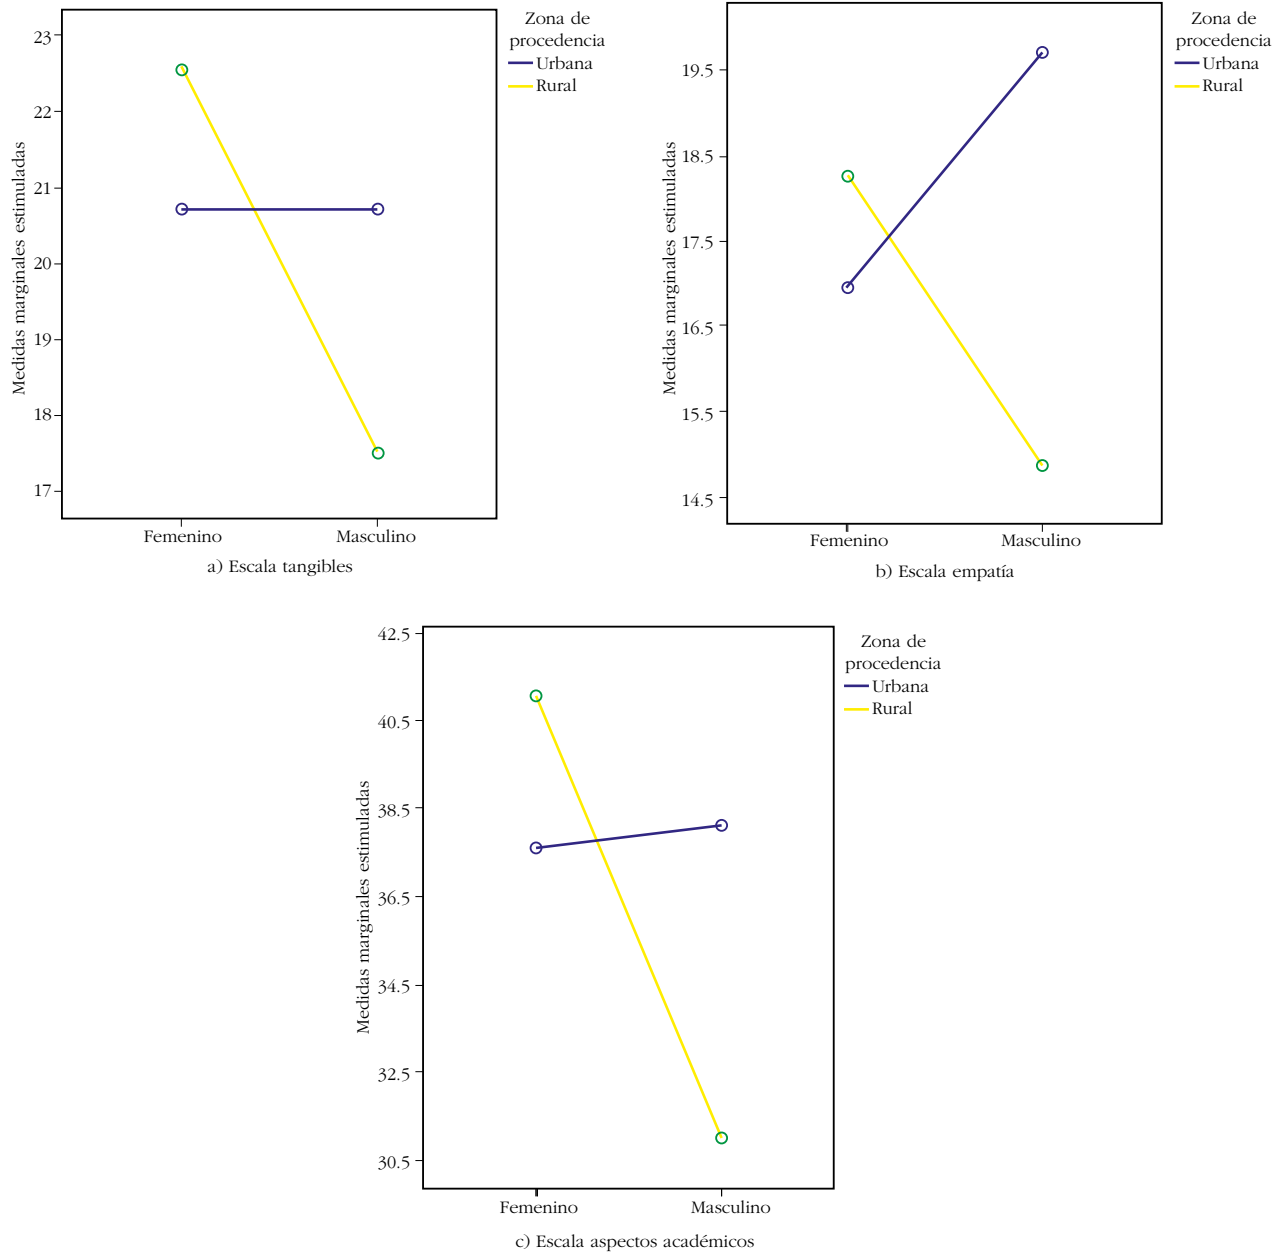 Zona de
procedencia
Urbana
Rural
23
22
21
20
19
18
17
Medidas marginales estimuladas
Femenino
Masculino
a) Escala tangibles
Zona de
procedencia
Urbana
Rural
19.5
18.5
17.5
16.5
15.5
14.5
Medidas marginales estimuladas
Femenino
Masculino
b) Escala empatía
Zona de
procedencia
Urbana
Rural
42.5
40.5
38.5
36.5
34.5
32.5
30.5
Medidas marginales estimuladas
Femenino
Masculino
c) Escala aspectos académicos